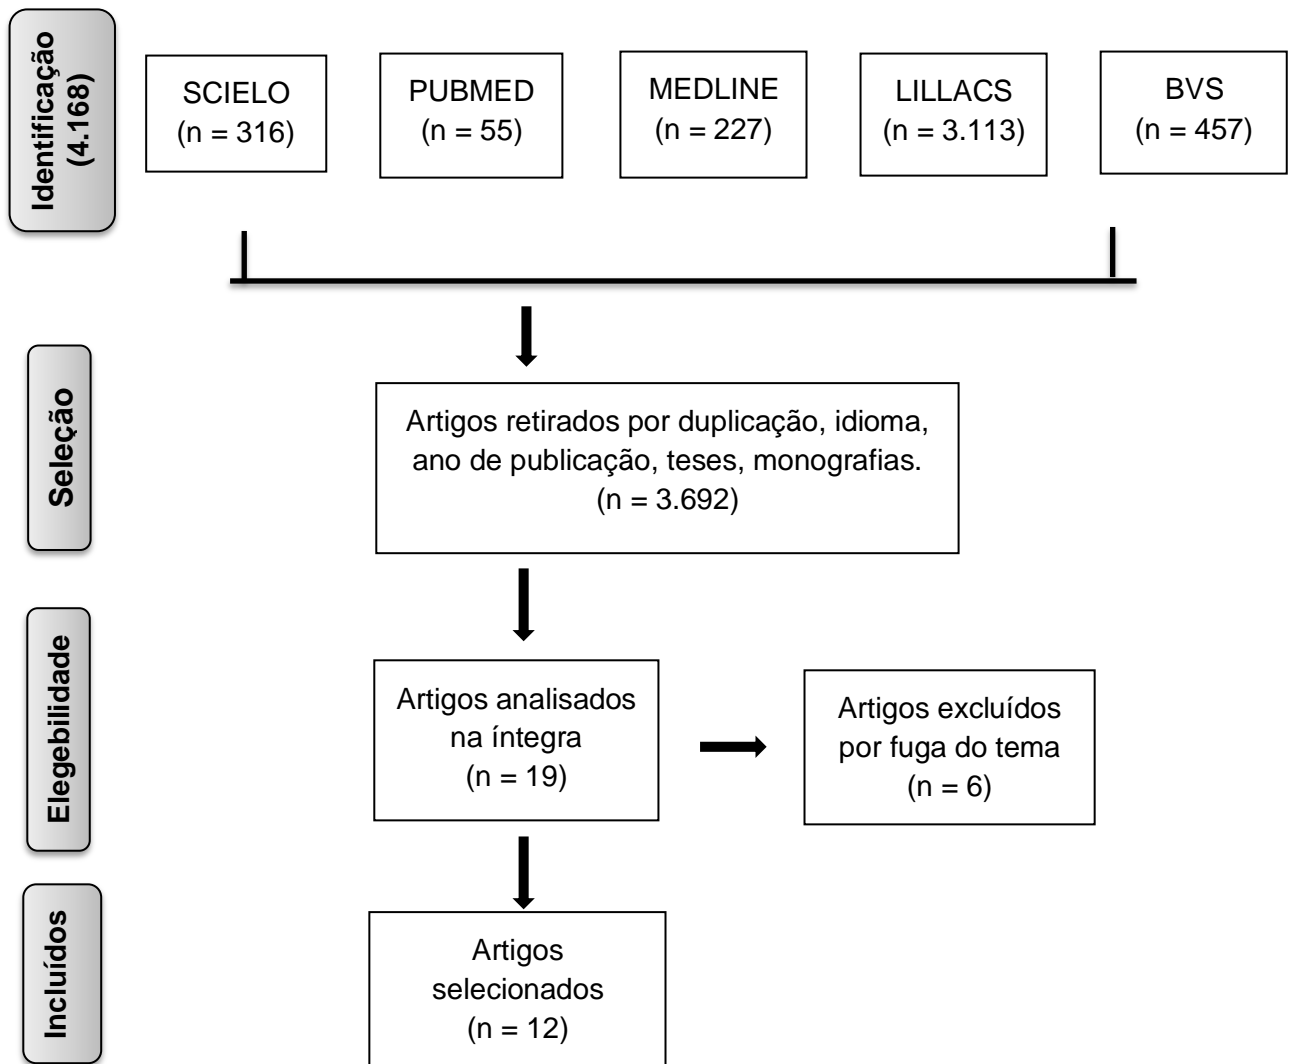 Identificação
(4.168)
SCIELO
(n = 316)
PUBMED
(n = 55)
MEDLINE
(n = 227)
LILLACS
(n = 3.113)
BVS
(n = 457)
Seleção
Artigos retirados por duplicação, idioma,
ano de publicação, teses, monografias.
(n = 3.692)
Elegebilidade
Artigos analisados
na íntegra
(n = 19)
Artigos excluídos
por fuga do tema
(n = 6)
Incluídos
Artigos
selecionados
(n = 12)